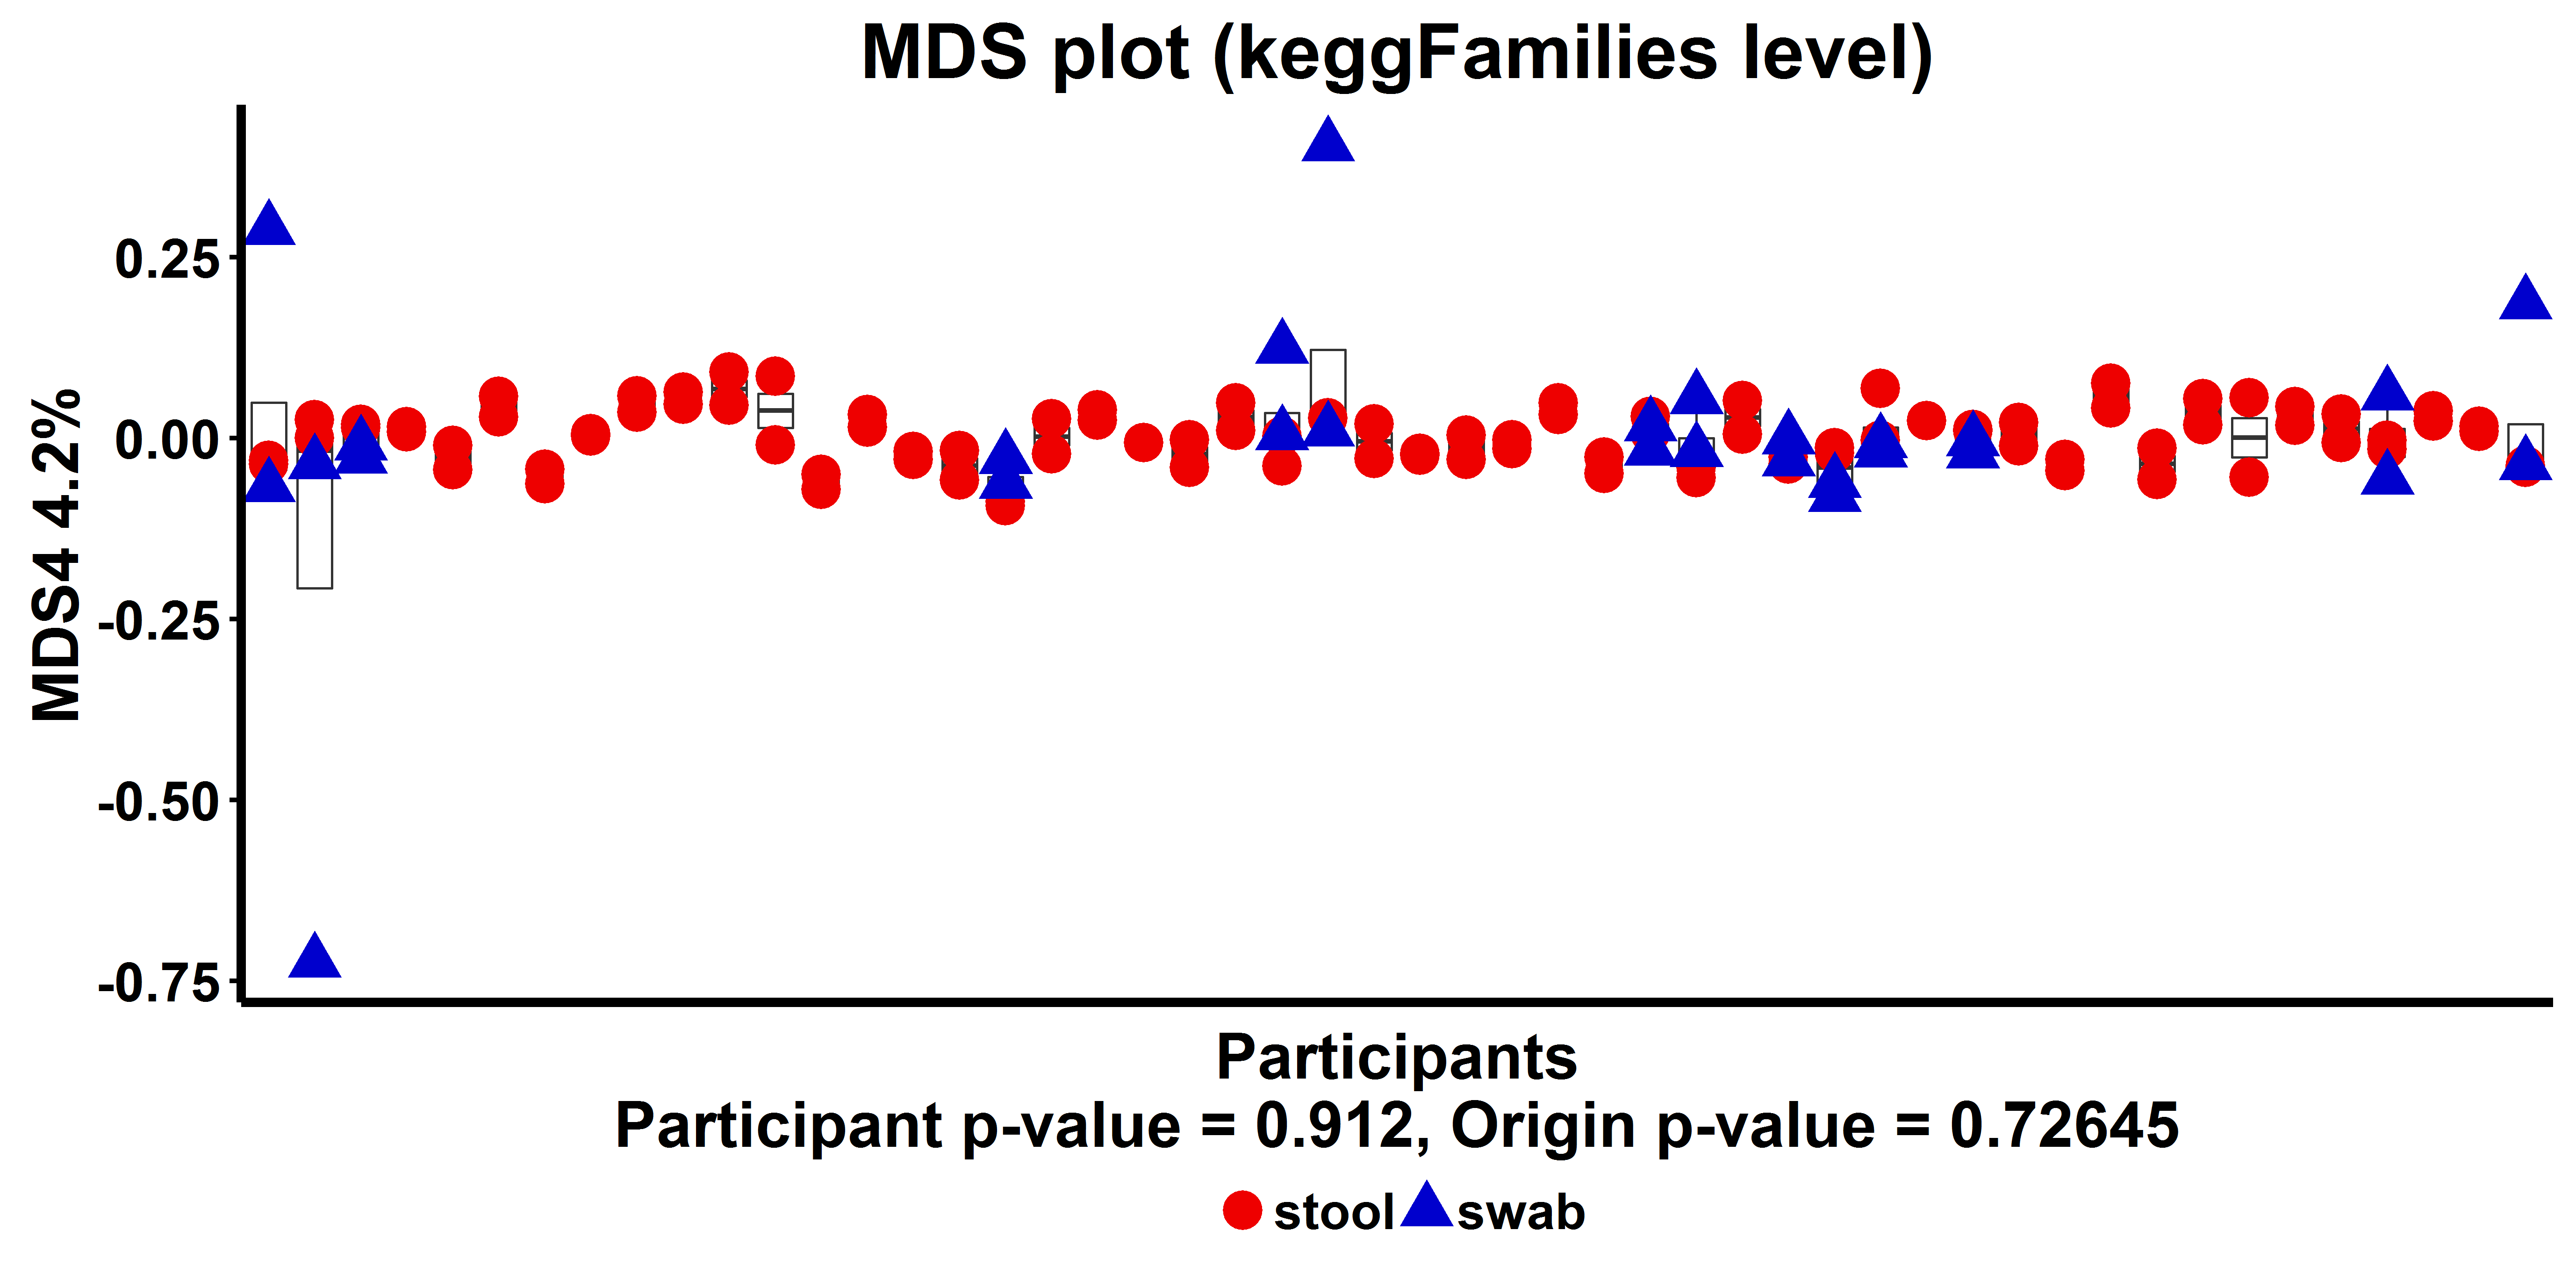 MDS plot (keggFamilies level)
MDS4 4.2%
0.25
0.00
-0.25
-0.50
-0.75
Participants
Participant p-value = 0.912, Origin p-value = 0.72645
stool swab